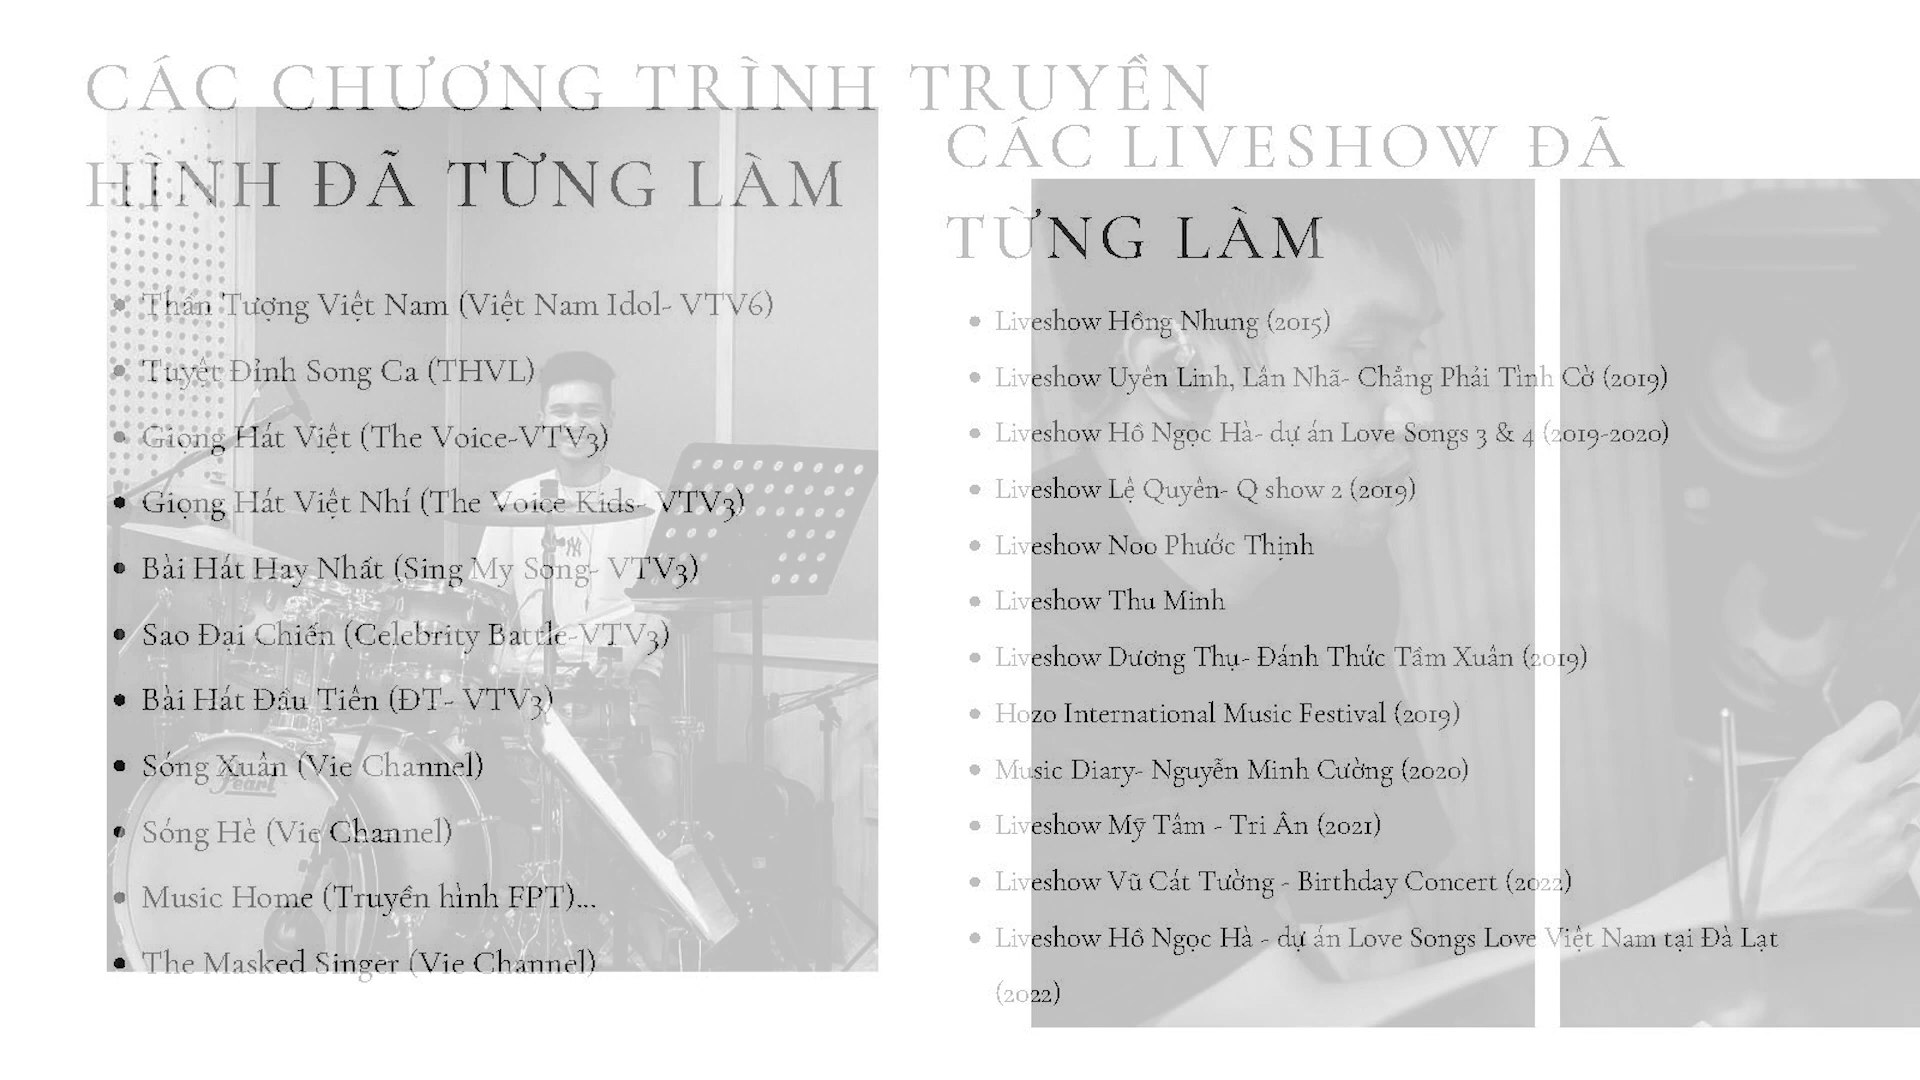 CÁC CHƯƠNG TRÌNH TRUYỀN
HÌNH ĐÃ TỪNG LÀM
Thần Tượng Việt Nam (Việt Nam Idol- VTV6)
Tuyệt Đỉnh Song Ca (THVL)
Giọng Hát Việt (The Voice-VTV3)
Giọng Hát Việt Nhí (The Voice Kids- VTV3)
Bài Hát Hay Nhất (Sing My Song- VTV3)
Sao Đại Chiến (Celebrity Battle-VTV3)
Bài Hát Đầu Tiên (ĐT- VTV3)
Sóng Xuân (Vie Channel)
Pearl
Sóng Hè (Vie Channel)
Music Home (Truyền hình FPT)...
The Masked Singer (Vie Channel)
CÁC LIVESHOW ĐÃ
TỪNG LÀM
Liveshow Hồng Nhung (2015)
Liveshow Uyên Linh, Lân Nhã- Chẳng Phải Tình Cờ (2019)
Liveshow Hồ Ngọc Hà- dự án Love Songs 3 & 4 (2019-2020)
Liveshow Lệ Quyên- Q show 2 (2019)
Liveshow Noo Phước Thịnh
Liveshow Thu Minh
Liveshow Dương Thụ- Đánh Thức Tầm Xuân (2019)
Hozo International Music Festival (2019)
Music Diary- Nguyễn Minh Cường (2020)
Liveshow Mỹ Tâm - Tri Ân (2021)
Liveshow Vũ Cát Tường - Birthday Concert (2022)
Liveshow Hồ Ngọc Hà - dự án Love Songs Love Việt Nam tại Đà Lạt
(2022)